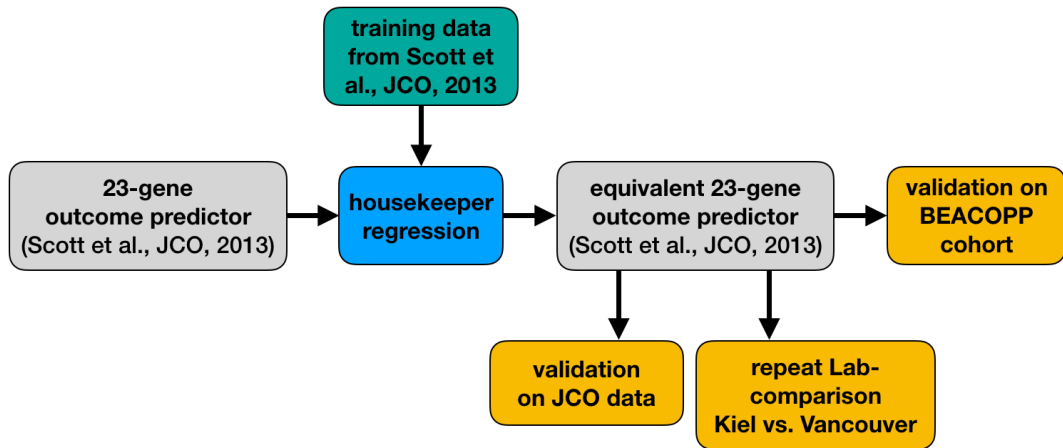 training data
from Scott et
al., JCO, 2013
23-gene
outcome predictor
(Scott et al., JCO, 2013)
housekeeper
regression
equivalent 23-gene
outcome predictor
(Scott et al., JCO, 2013)
validation on
BEACOPP
cohort
validation
on JCO data
repeat Lab-
comparison
Kiel vs. Vancouver